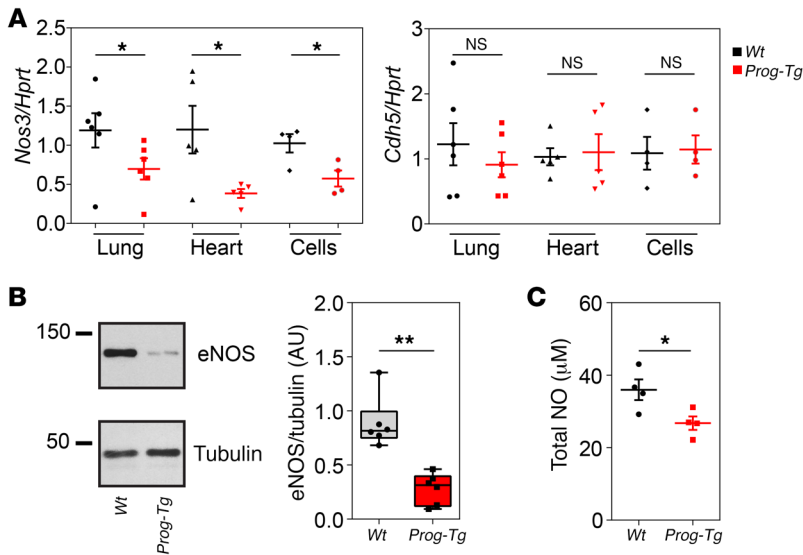 A
Nos3/Hprt
2.5
2.0
1.5
1.0
0.5
0.0
*
*
*
Lung
Heart
Cells
Cdh5/Hprt
3
2
1
0
NS
NS
NS
Lung
Heart
Cells
Wt
Prog-Tg
B
150
eNOS
50
Tubulin
Wt
Prog-Tg
eNOS/tubulin (AU)
2.0
1.5
1.0
0.5
0.0
**
Wt
Prog-Tg
C
Total NO (µM)
60
40
20
0
*
Wt
Prog-Tg